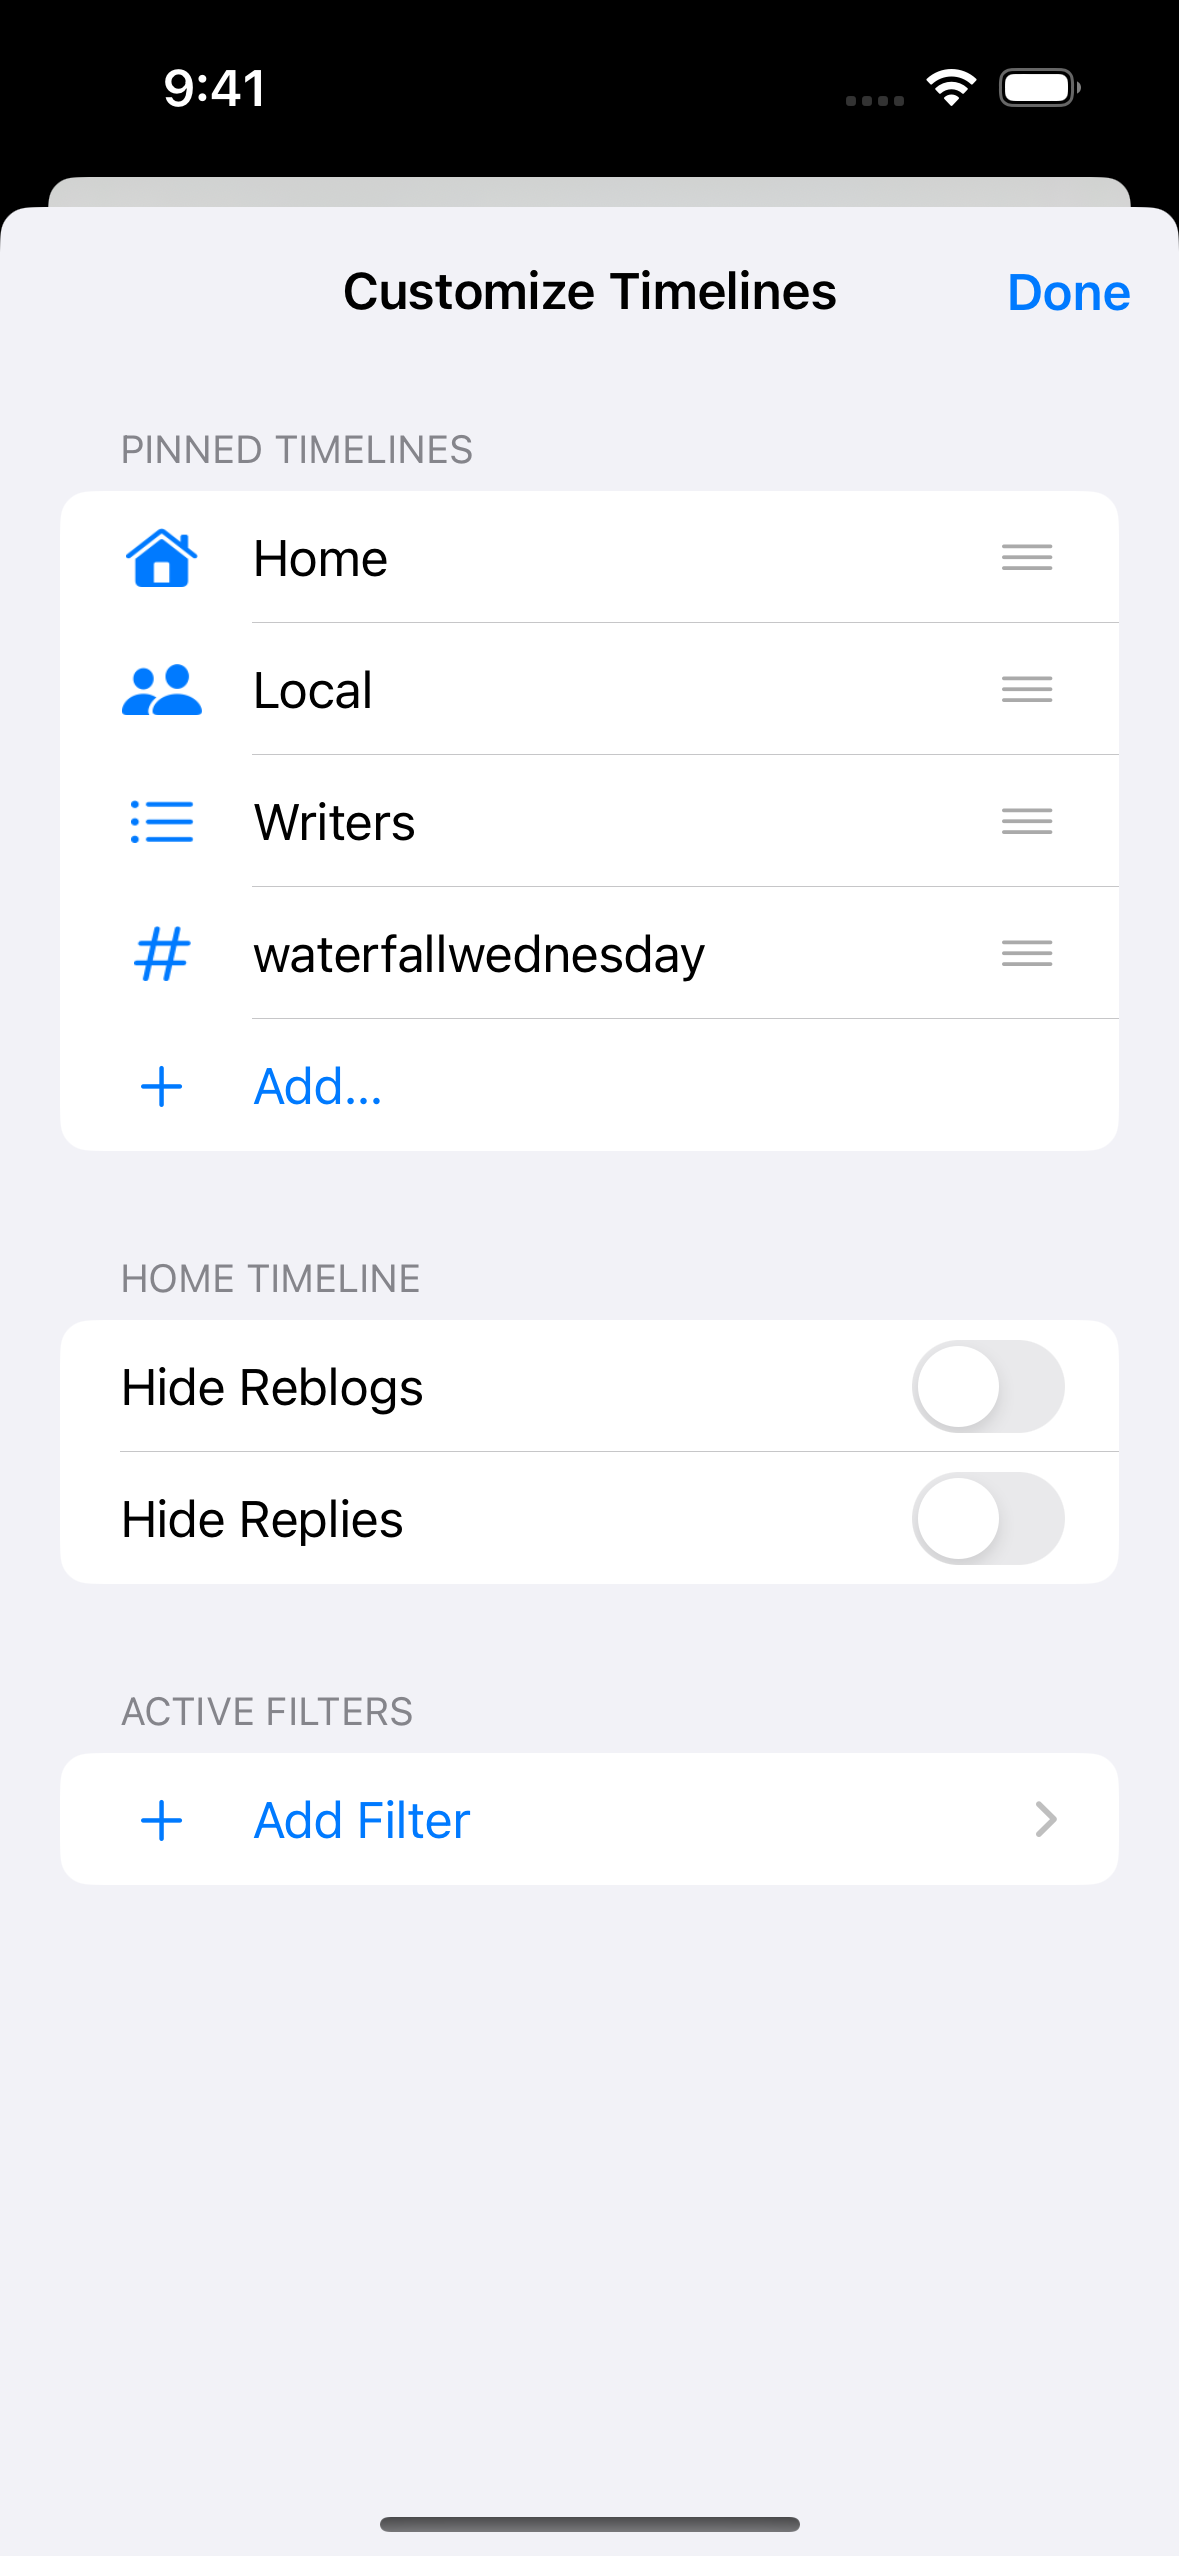 9:41
Customize Timelines
Done
PINNED TIMELINES
Home
Local
Writers
# waterfallwednesday
+ Add...
HOME TIMELINE
Hide Reblogs
Hide Replies
ACTIVE FILTERS
+ Add Filter